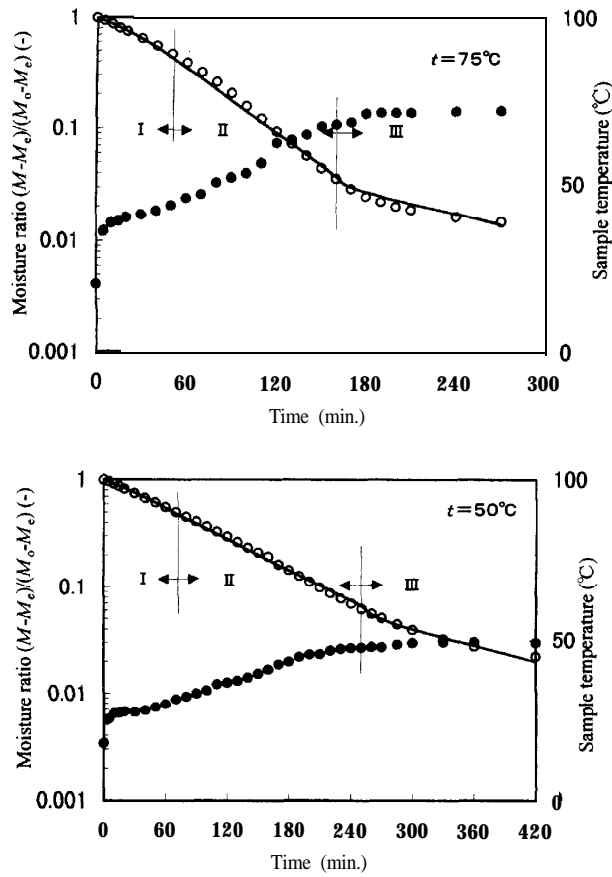 Moisture ratio (M-Mₑ)/(Mₒ-Mₑ) (-)
1
0.1
0.01
0.001
t=75℃
I
II
III
100
50
0
Sample temperature (℃)
0
60
120
180
240
300
Time (min.)
Moisture ratio (M-Mₑ)/(Mₒ-Mₑ) (-)
1
0.1
0.01
0.001
t=50℃
I
II
III
100
50
0
Sample temperature (℃)
0
60
120
180
240
300
360
420
Time (min.)